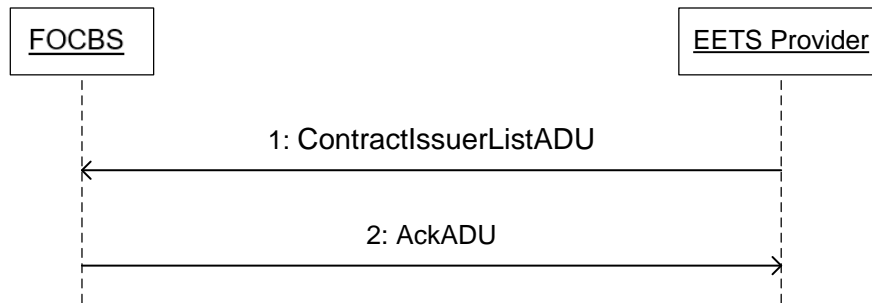 FOCBS
EETS Provider
1: ContractIssuerListADU
2: AckADU